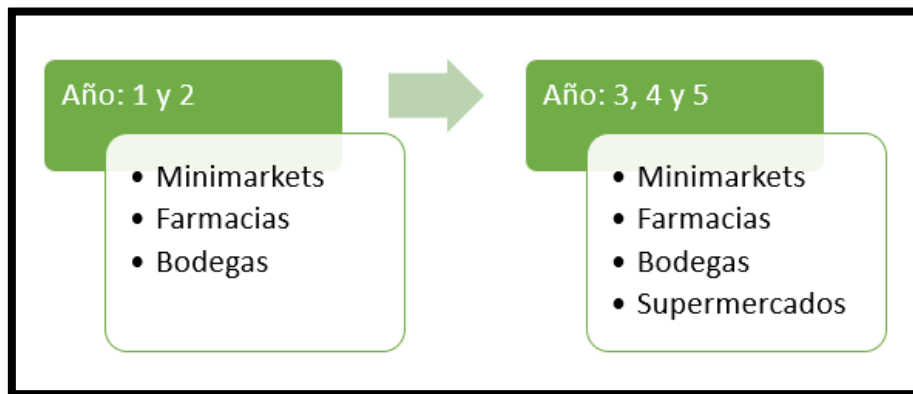 Año: 1 y 2
• Minimarkets
• Farmacias
• Bodegas
Año: 3, 4 y 5
• Minimarkets
• Farmacias
• Bodegas
• Supermercados